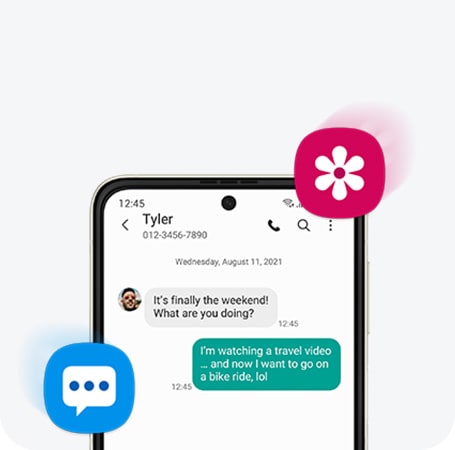 12:45
Tyler
012-3456-7890
Wednesday, August 11, 2021
It's finally the weekend!
What are you doing?
12:45
I'm watching a travel video
... and now I want to go on
a bike ride, lol
12:45